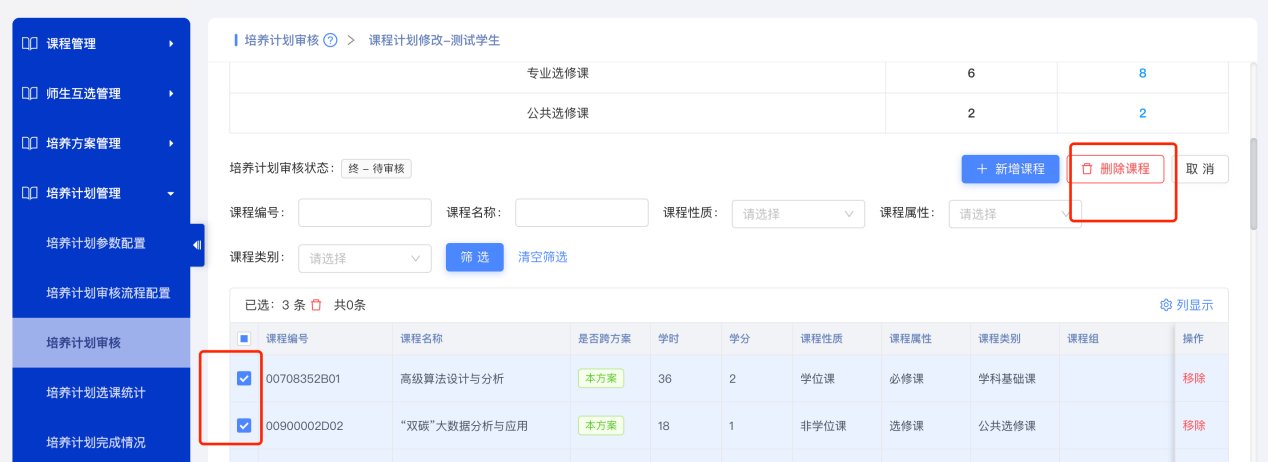 课程管理
师生互选管理
培养方案管理
培养计划管理
培养计划参数配置
培养计划审核流程配置
培养计划审核
培养计划选课统计
培养计划完成情况
培养计划审核 ? > 课程计划修改-测试学生
专业选修课 6 8
公共选修课 2 2
培养计划审核状态： 终 – 待审核 + 新增课程 删除课程 取 消
课程编号： 课程名称： 课程性质： 请选择 课程属性： 请选择
课程类别： 请选择 筛 选 清空筛选
已选：3 条 共0条 列显示
课程编号 课程名称 是否跨方案 学时 学分 课程性质 课程属性 课程类别 课程组 操作
00708352B01 高级算法设计与分析 本方案 36 2 学位课 必修课 学科基础课 移除
00900002D02 “双碳”大数据分析与应用 本方案 18 1 非学位课 选修课 公共选修课 移除